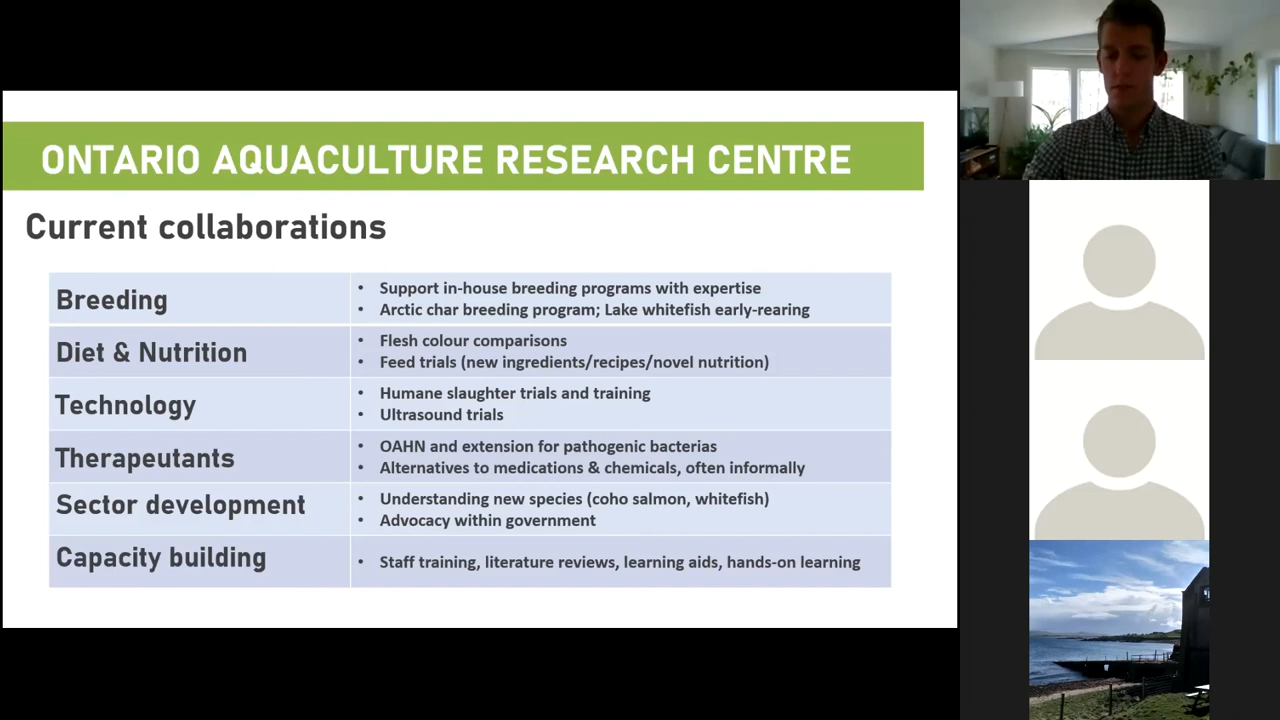 ONTARIO AQUACULTURE RESEARCH CENTRE
Current collaborations
Breeding
• Support in-house breeding programs with expertise
• Arctic char breeding program; Lake whitefish early-rearing
Diet & Nutrition
• Flesh colour comparisons
• Feed trials (new ingredients/recipes/novel nutrition)
Technology
• Humane slaughter trials and training
• Ultrasound trials
Therapeutants
• OAHN and extension for pathogenic bacterias
• Alternatives to medications & chemicals, often informally
Sector development
• Understanding new species (coho salmon, whitefish)
• Advocacy within government
Capacity building
• Staff training, literature reviews, learning aids, hands-on learning